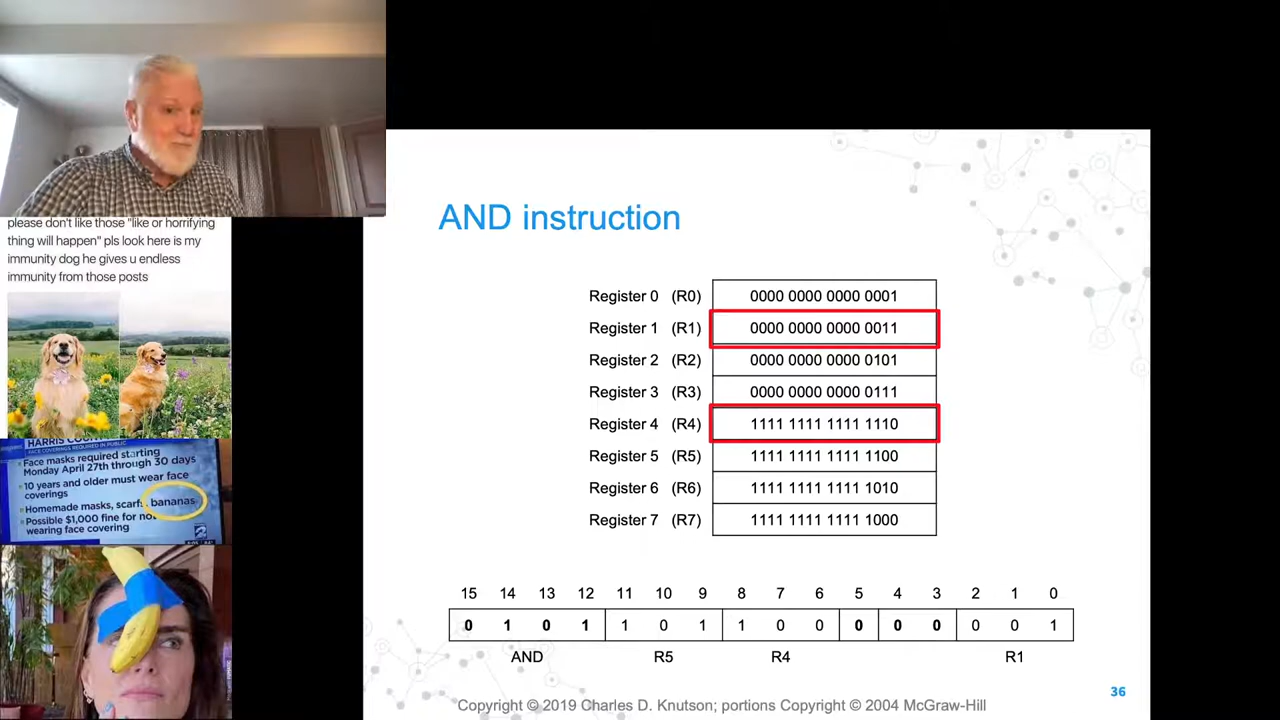 please don't like those "like or horrifying
thing will happen" pls look here is my
immunity dog he gives u endless
immunity from those posts
FACE COVERINGS REQUIRED IN PUBLIC
Face masks required starting
Monday April 27th through 30 days
10 years and older must wear face
coverings
Homemade masks, scarfs, bananas
Possible $1,000 fine for not
wearing face covering
2
AND instruction
Register 0 (R0) 0000 0000 0000 0001
Register 1 (R1) 0000 0000 0000 0011
Register 2 (R2) 0000 0000 0000 0101
Register 3 (R3) 0000 0000 0000 0111
Register 4 (R4) 1111 1111 1111 1110
Register 5 (R5) 1111 1111 1111 1100
Register 6 (R6) 1111 1111 1111 1010
Register 7 (R7) 1111 1111 1111 1000
15 14 13 12 11 10 9 8 7 6 5 4 3 2 1 0
0 1 0 1 1 0 1 1 0 0 0 0 0 0 0 1
AND R5 R4 R1
36
Copyright © 2019 Charles D. Knutson; portions Copyright © 2004 McGraw-Hill